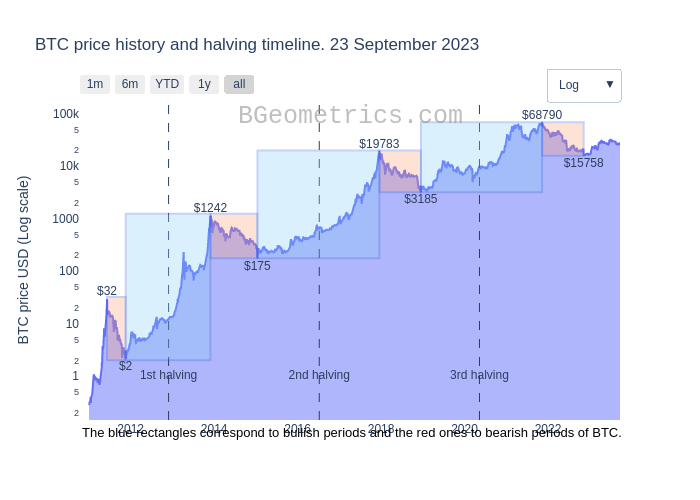 BTC price history and halving timeline. 23 September 2023
1m 6m YTD 1y all
Log ▼
BGeometrics.com
BTC price USD (Log scale)
100k
5
2
10k
5
2
1000
5
2
100
5
2
10
5
2
1
5
2
$68790
$19783
$15758
$3185
$1242
$175
$32
$2
1st halving
2nd halving
3rd halving
2012 2014 2016 2018 2020 2022
The blue rectangles correspond to bullish periods and the red ones to bearish periods of BTC.